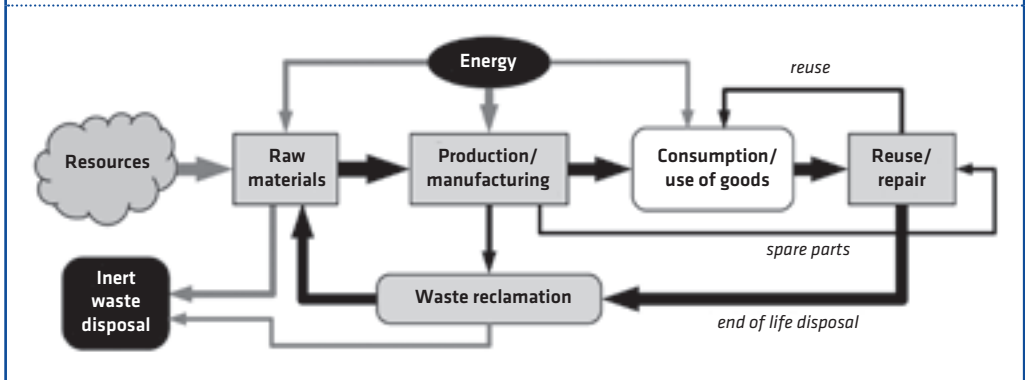 Energy
reuse
Resources
Raw
materials
Production/
manufacturing
Consumption/
use of goods
Reuse/
repair
spare parts
Inert
waste
disposal
Waste reclamation
end of life disposal